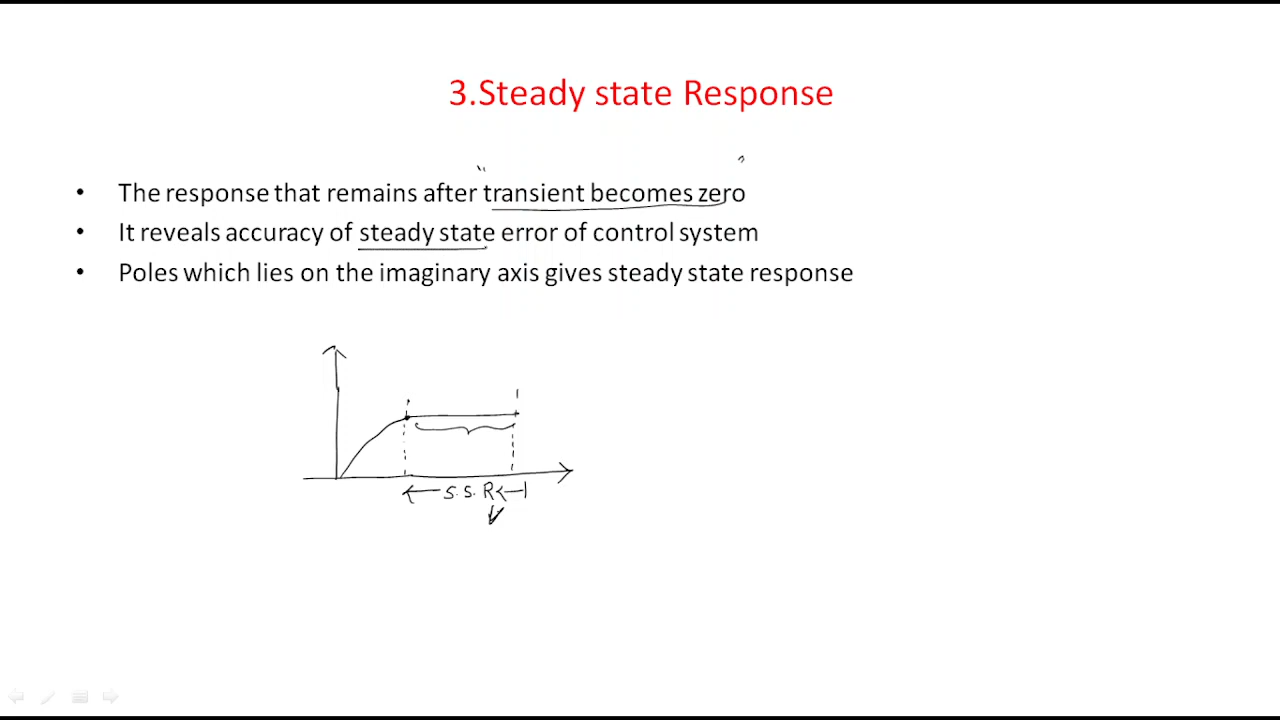 3.Steady state Response
• The response that remains after transient becomes zero
• It reveals accuracy of steady state error of control system
• Poles which lies on the imaginary axis gives steady state response
S.S.R